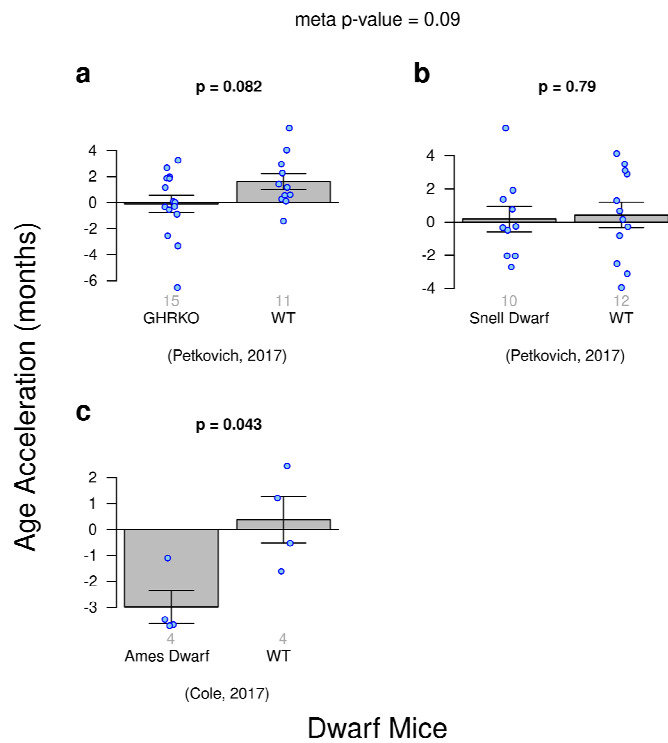 meta p-value = 0.09
a
p = 0.082
4
2
0
-2
-4
-6
15
11
GHRKO
WT
(Petkovich, 2017)
b
p = 0.79
4
2
0
-2
-4
10
12
Snell Dwarf
WT
(Petkovich, 2017)
Age Acceleration (months)
c
p = 0.043
2
1
0
-1
-2
-3
4
4
Ames Dwarf
WT
(Cole, 2017)
Dwarf Mice